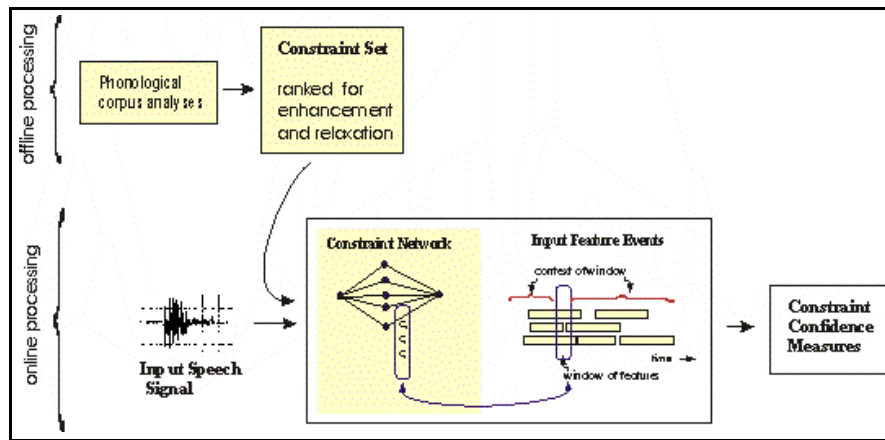 offline processing
Phonological
corpus analyses
Constraint Set
ranked for
enhancement
and relaxation
online processing
Input Speech
Signal
Constraint Network
C
C
C
Input Feature Events
context of window
time
window of features
Constraint
Confidence
Measures